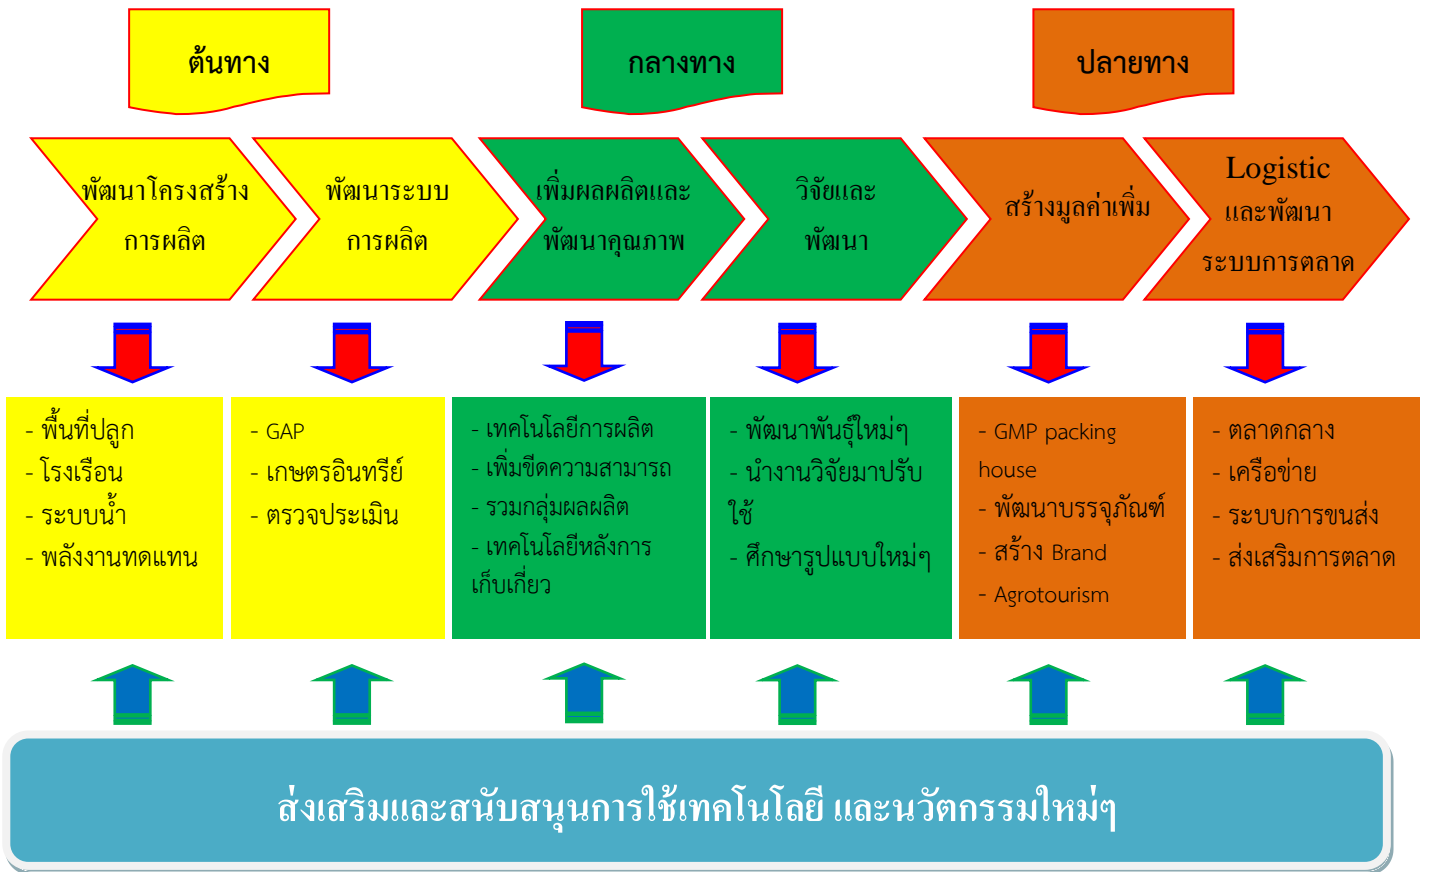 ต้นทาง
กลางทาง
ปลายทาง
พัฒนาโครงสร้าง
การผลิต
พัฒนาระบบ
การผลิต
เพิ่มผลผลิตและ
พัฒนาคุณภาพ
วิจัยและ
พัฒนา
สร้างมูลค่าเพิ่ม
Logistic
และพัฒนา
ระบบการตลาด
- พื้นที่ปลูก
- โรงเรือน
- ระบบน้ำ
- พลังงานทดแทน
- GAP
- เกษตรอินทรีย์
- ตรวจประเมิน
- เทคโนโลยีการผลิต
- เพิ่มขีดความสามารถ
- รวมกลุ่มผลผลิต
- เทคโนโลยีหลังการ
เก็บเกี่ยว
- พัฒนาพันธุ์ใหม่ๆ
- นำงานวิจัยมาปรับ
ใช้
- ศึกษารูปแบบใหม่ๆ
- GMP packing
house
- พัฒนาบรรจุภัณฑ์
- สร้าง Brand
- Agrotourism
- ตลาดกลาง
- เครือข่าย
- ระบบการขนส่ง
- ส่งเสริมการตลาด
ส่งเสริมและสนับสนุนการใช้เทคโนโลยี และนวัตกรรมใหม่ๆ